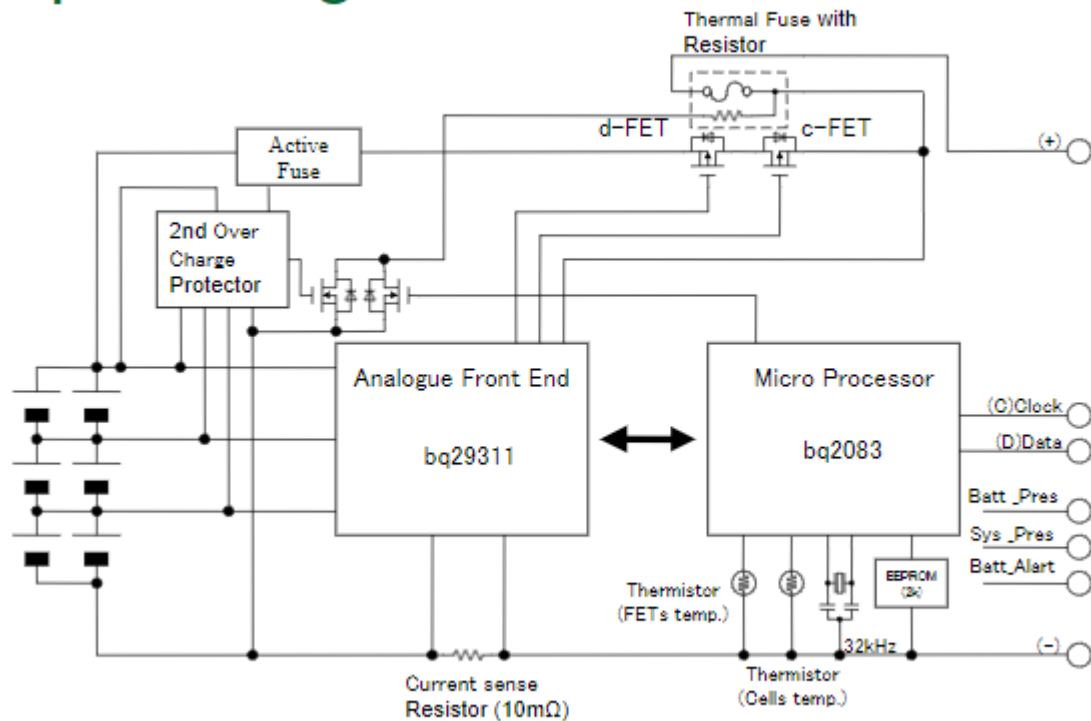 Thermal Fuse with
Resistor
d-FET
c-FET
(+)
Active
Fuse
2nd Over
Charge
Protector
Analogue Front End
bq29311
Micro Processor
bq2083
(C)Clock
(D)Data
Batt_Pres
Sys_Pres
Batt_Alart
EEPROM
(2k)
Thermistor
(FETs temp.)
32kHz
(-)
Thermistor
(Cells temp.)
Current sense
Resistor (10mΩ)